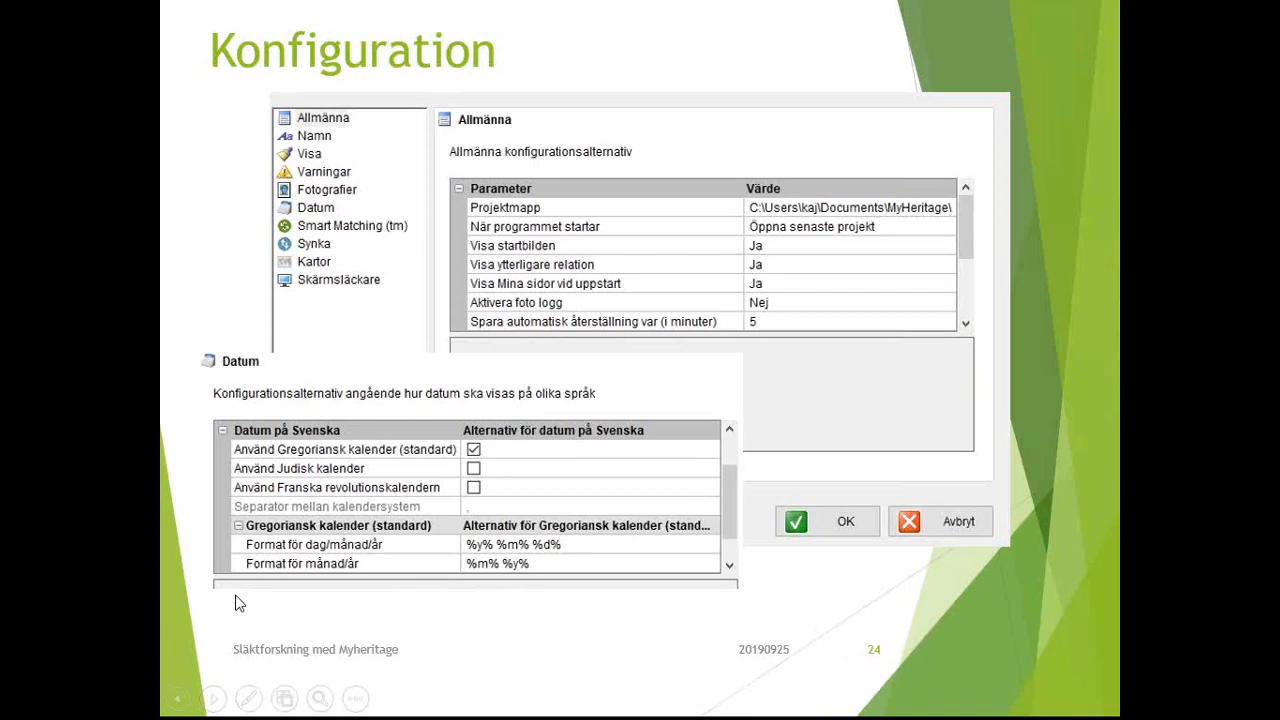 Konfiguration
Allmänna
Namn
Visa
Varningar
Fotografier
Datum
Smart Matching (tm)
Synka
Kartor
Skärmsläckare
Allmänna
Allmänna konfigurationsalternativ
Parameter Värde
Projektmapp C:\Users\kaj\Documents\MyHeritage\
När programmet startar Öppna senaste projekt
Visa startbilden Ja
Visa ytterligare relation Ja
Visa Mina sidor vid uppstart Ja
Aktivera foto logg Nej
Spara automatisk återställning var (i minuter) 5
OK Avbryt
Datum
Konfigurationsalternativ angående hur datum ska visas på olika språk
Datum på Svenska Alternativ för datum på Svenska
Använd Gregoriansk kalender (standard)
Använd Judisk kalender
Använd Franska revolutionskalendern
Separator mellan kalendersystem ,
Gregoriansk kalender (standard) Alternativ för Gregoriansk kalender (stand...
Format för dag/månad/år %y% %m% %d%
Format för månad/år %m% %y%
Släktforskning med Myheritage 20190925 24